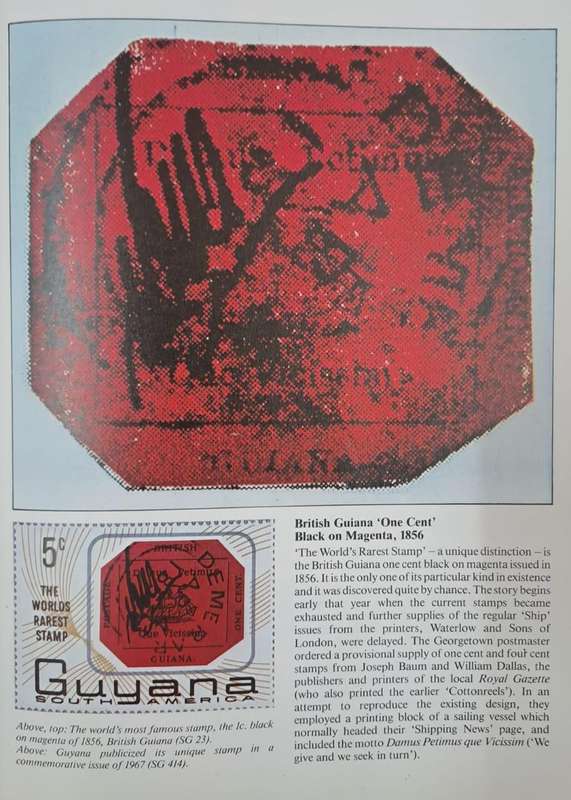 GUIANA
5c
THE
WORLDS
RAREST
STAMP
BRITISH
Damus Petimus
Que Vicissim
POSTAGE
ONE CENT.
DEMERAR
GUIANA
Guyana
SOUTH AMERICA
Above, top: The world's most famous stamp, the 1c. black
on magenta of 1856, British Guiana (SG 23).
Above: Guyana publicized its unique stamp in a
commemorative issue of 1967 (SG 414).
British Guiana ‘One Cent’
Black on Magenta, 1856
‘The World's Rarest Stamp’ – a unique distinction – is
the British Guiana one cent black on magenta issued in
1856. It is the only one of its particular kind in existence
and it was discovered quite by chance. The story begins
early that year when the current stamps became
exhausted and further supplies of the regular ‘Ship’
issues from the printers, Waterlow and Sons of
London, were delayed. The Georgetown postmaster
ordered a provisional supply of one cent and four cent
stamps from Joseph Baum and William Dallas, the
publishers and printers of the local Royal Gazette
(who also printed the earlier ‘Cottonreels’). In an
attempt to reproduce the existing design, they
employed a printing block of a sailing vessel which
normally headed their ‘Shipping News’ page, and
included the motto Damus Petimus que Vicissim (‘We
give and we seek in turn’).